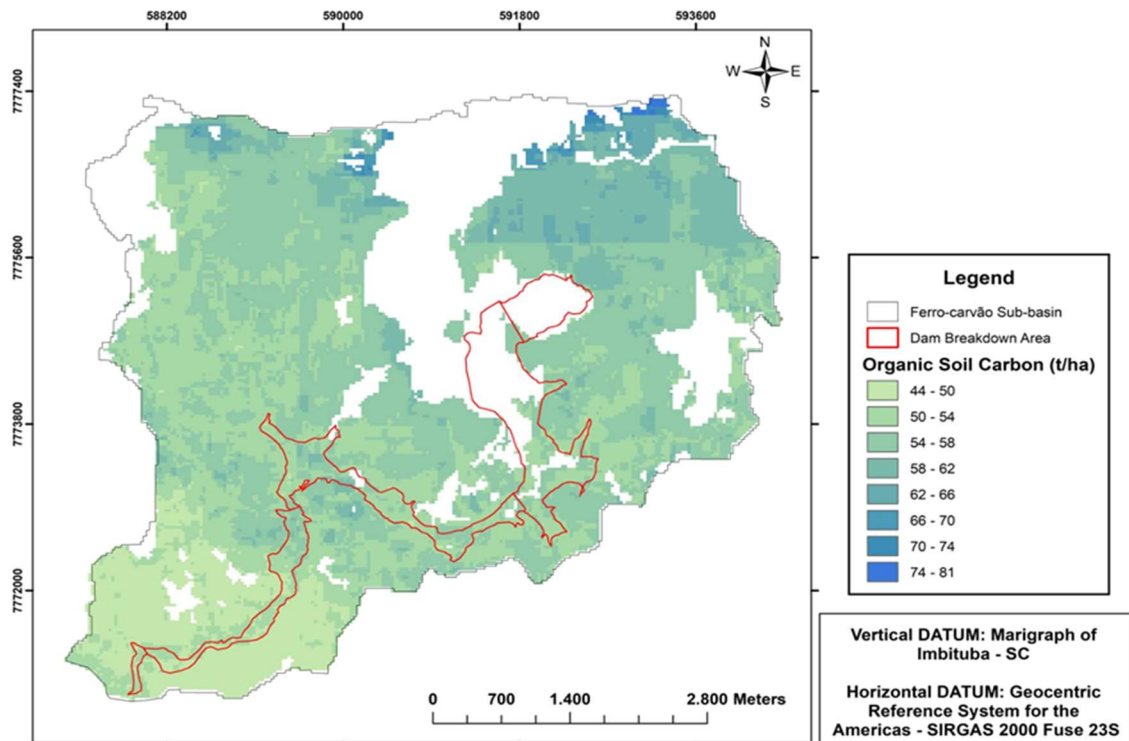 588200 590000 591800 593600
N
W E
S
7777400
7775600
7773800
7772000
Legend
Ferro-carvão Sub-basin
Dam Breakdown Area
Organic Soil Carbon (t/ha)
44 - 50
50 - 54
54 - 58
58 - 62
62 - 66
66 - 70
70 - 74
74 - 81
0 700 1.400 2.800 Meters
Vertical DATUM: Marigraph of
Imbituba - SC
Horizontal DATUM: Geocentric
Reference System for the
Americas - SIRGAS 2000 Fuse 23S